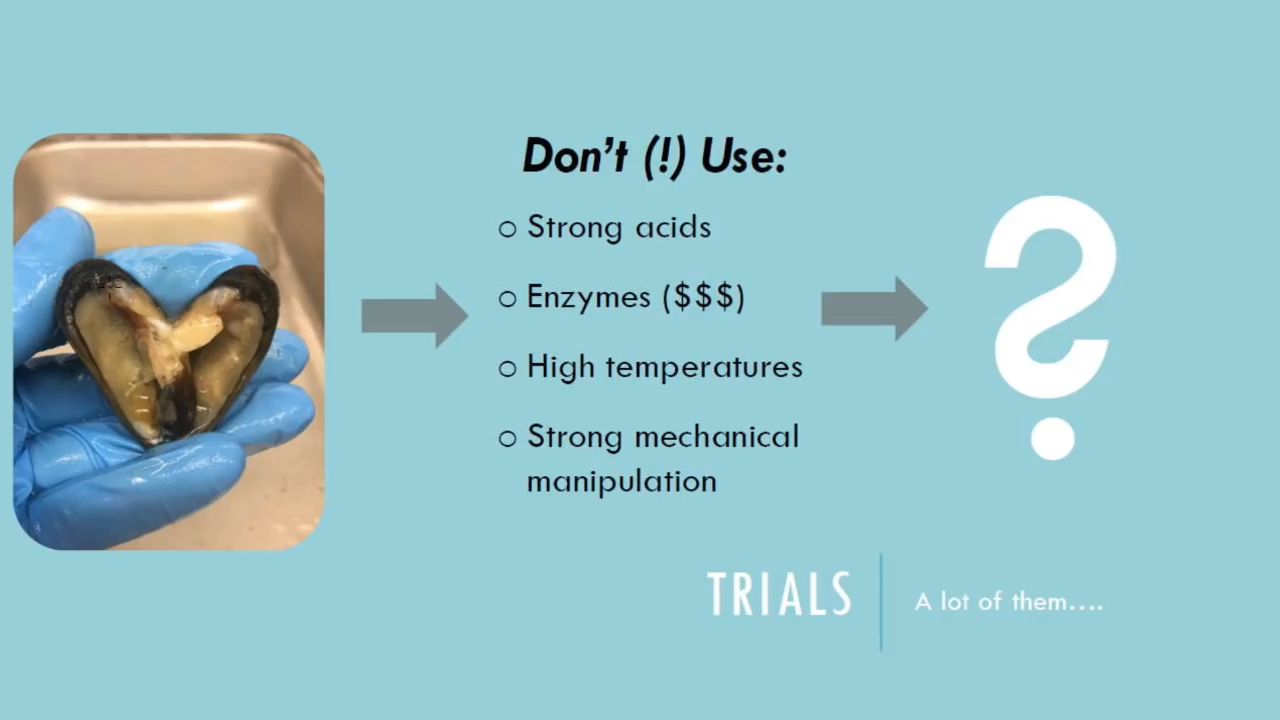 Don't (!) Use:
o Strong acids
o Enzymes ($$$)
o High temperatures
o Strong mechanical
manipulation
?
TRIALS
A lot of them....